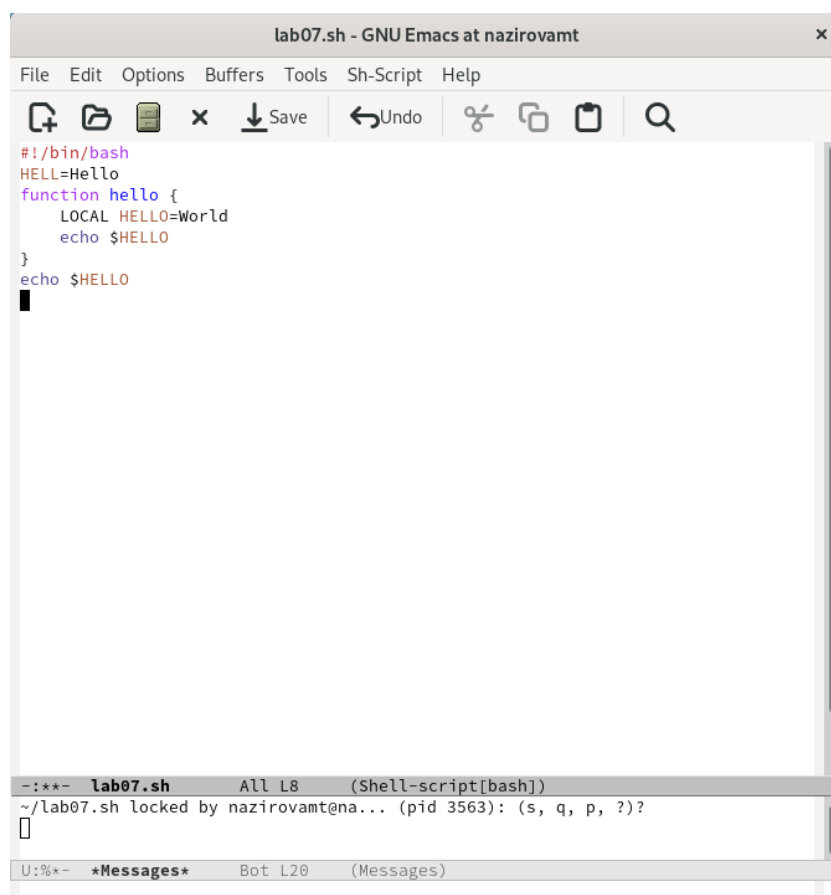 lab07.sh - GNU Emacs at nazirovamt
File Edit Options Buffers Tools Sh-Script Help
Save Undo
#!/bin/bash
HELL=Hello
function hello {
    LOCAL HELLO=World
    echo $HELLO
}
echo $HELLO
-:**-  lab07.sh       All L8     (Shell-script[bash])
~/lab07.sh locked by nazirovamt@na... (pid 3563): (s, q, p, ?)?
U:%*-  *Messages*     Bot L20    (Messages)